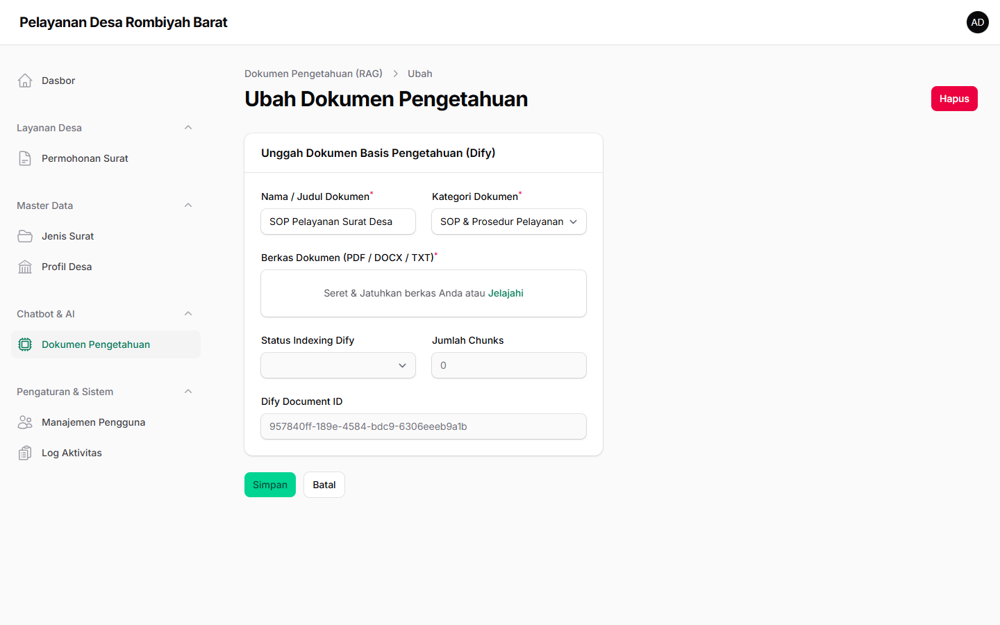 Pelayanan Desa Rombiyah Barat
AD
Dasbor
Layanan Desa
Permohonan Surat
Master Data
Jenis Surat
Profil Desa
Chatbot & AI
Dokumen Pengetahuan
Pengaturan & Sistem
Manajemen Pengguna
Log Aktivitas
Dokumen Pengetahuan (RAG) > Ubah
Ubah Dokumen Pengetahuan
Hapus
Unggah Dokumen Basis Pengetahuan (Dify)
Nama / Judul Dokumen*
Kategori Dokumen*
SOP Pelayanan Surat Desa
SOP & Prosedur Pelayanan
Berkas Dokumen (PDF / DOCX / TXT)*
Seret & Jatuhkan berkas Anda atau Jelajahi
Status Indexing Dify
Jumlah Chunks
0
Dify Document ID
957840ff-189e-4584-bdc9-6306eeeb9a1b
Simpan
Batal